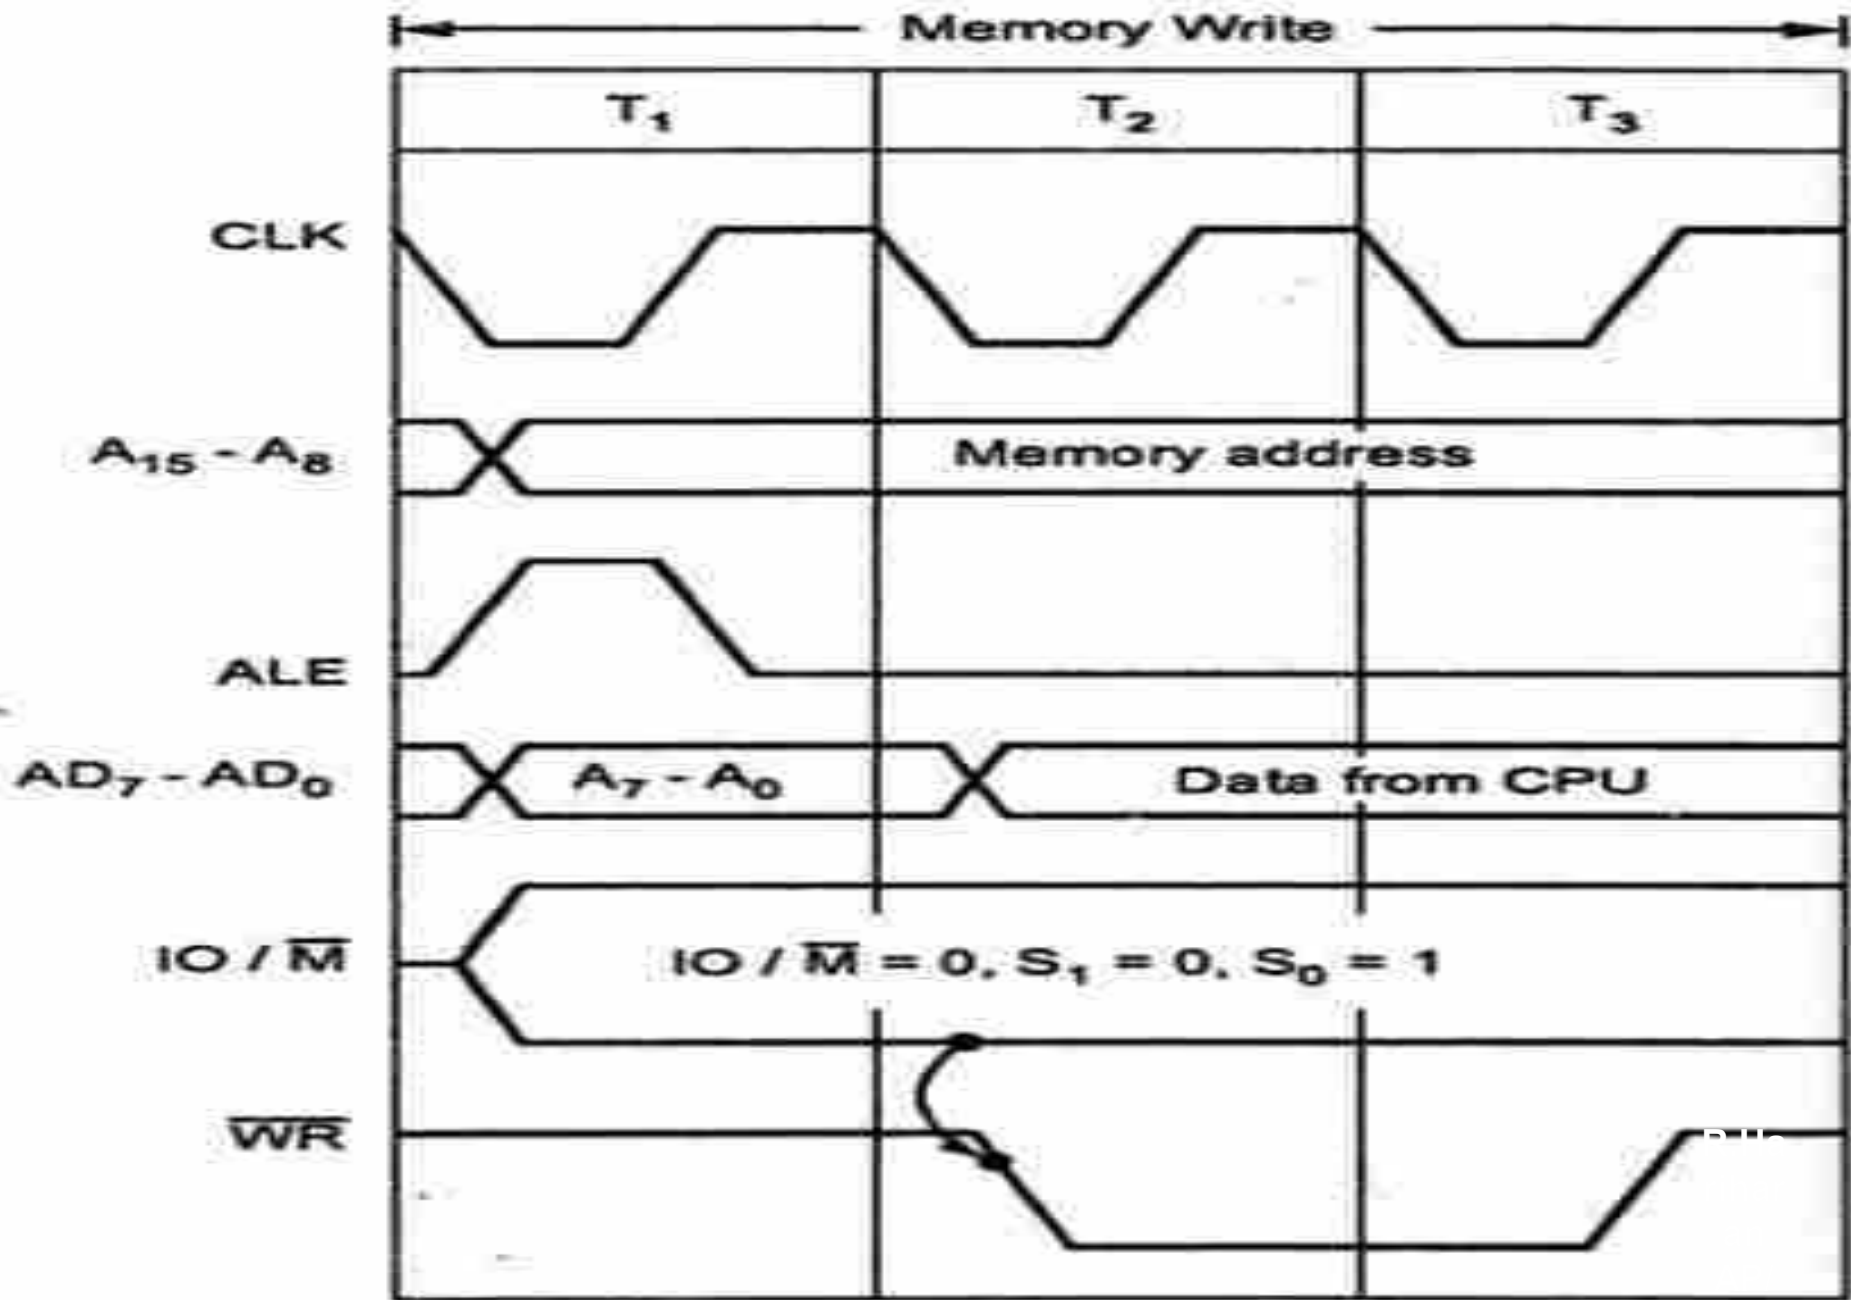 Memory Write
T₁ T₂ T₃
CLK
A₁₅ - A₈ Memory address
ALE
AD₇ - AD₀ A₇ - A₀ Data from CPU
IO / M̅ IO / M̅ = 0, S₁ = 0, S₀ = 1
W̅R̅